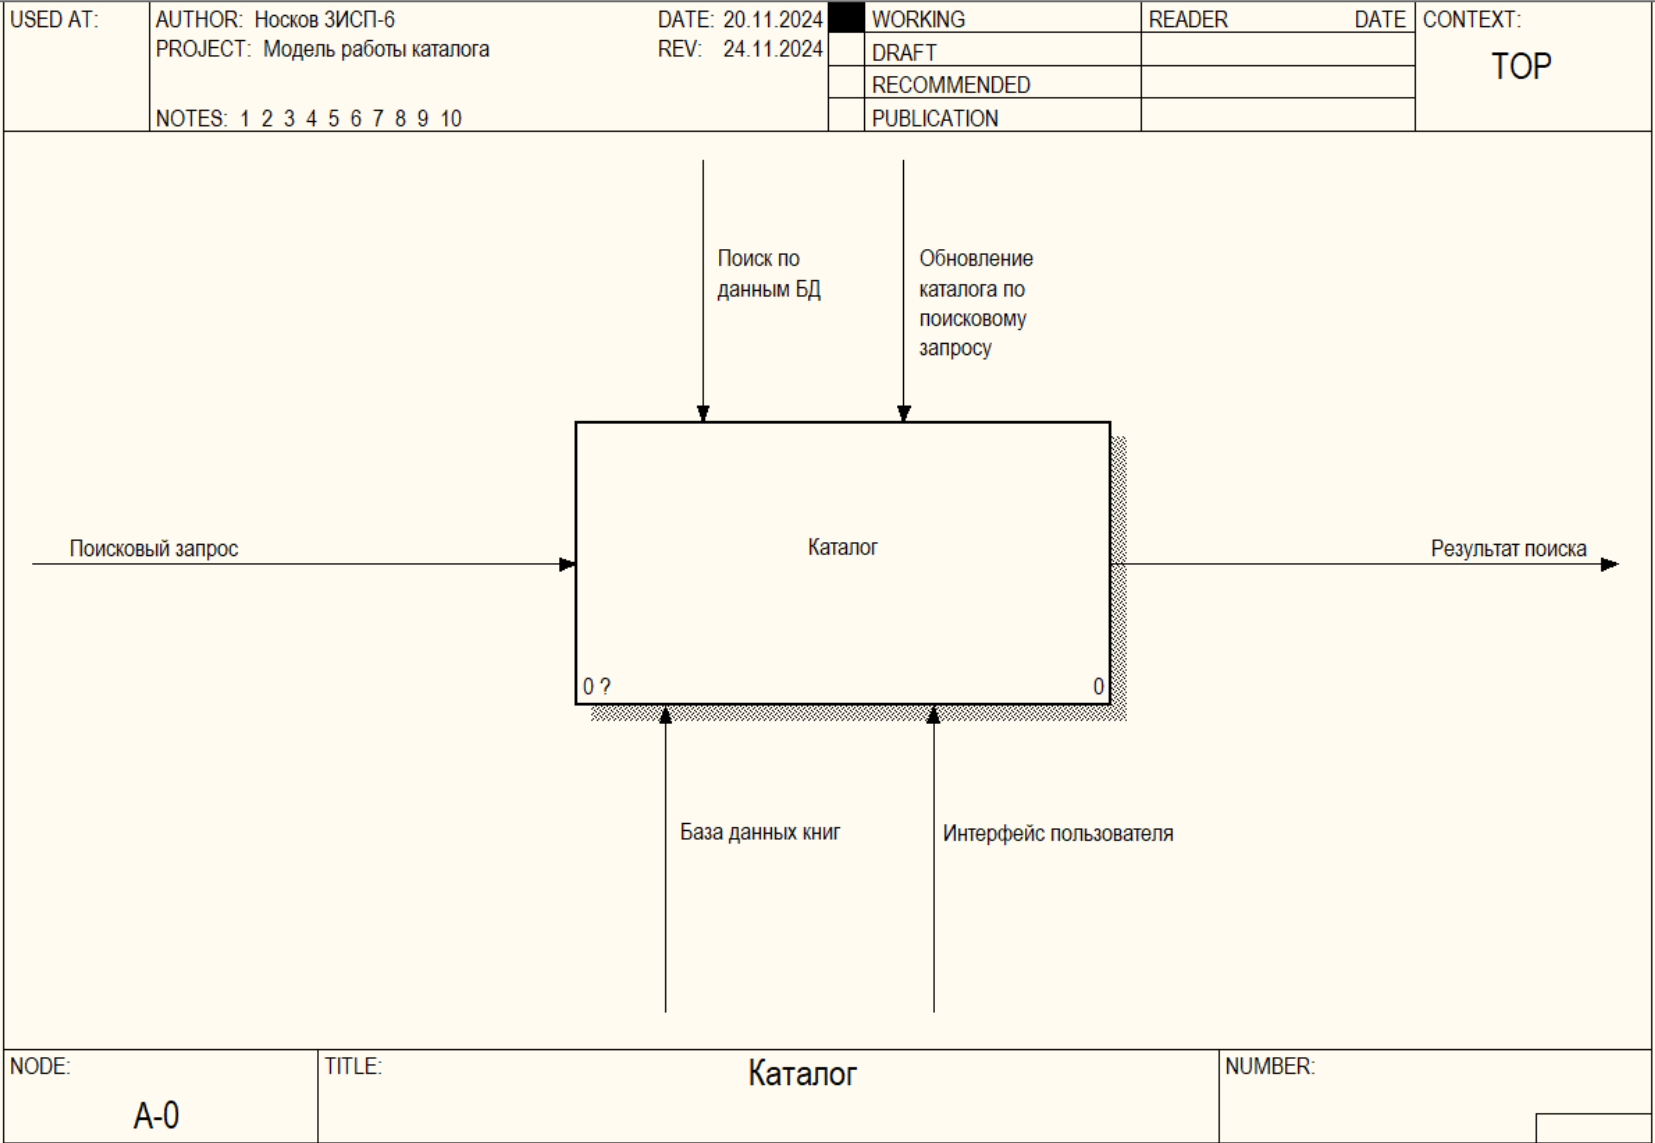 USED AT:
AUTHOR: Носков ЗИСП-6
DATE: 20.11.2024
PROJECT: Модель работы каталога
REV: 24.11.2024
NOTES: 1 2 3 4 5 6 7 8 9 10
WORKING
DRAFT
RECOMMENDED
PUBLICATION
READER
DATE
CONTEXT:
TOP
Поиск по
данным БД
Обновление
каталога по
поисковому
запросу
Поисковый запрос
Каталог
Результат поиска
0 ?
0
База данных книг
Интерфейс пользователя
NODE:
A-0
TITLE:
Каталог
NUMBER: